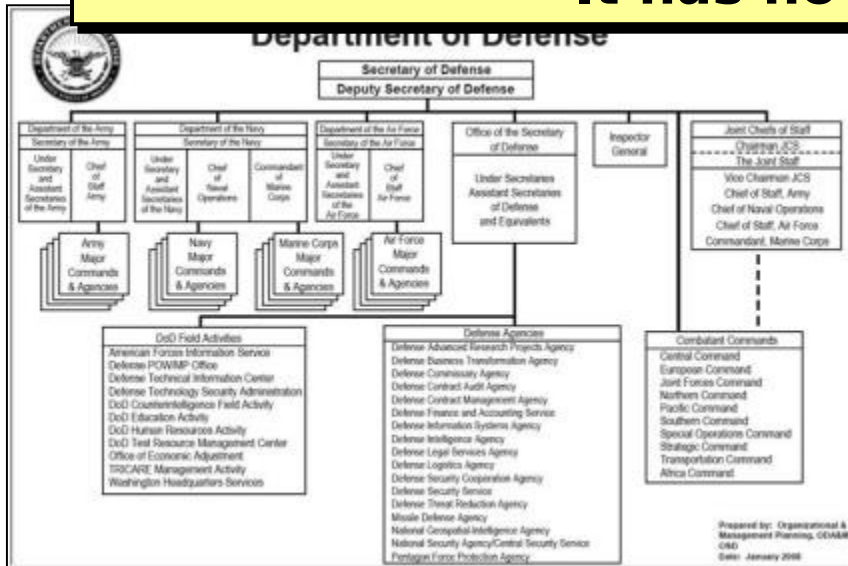 It has no
Department of Defense
Secretary of Defense
Deputy Secretary of Defense
Department of the Army
Secretary of the Army
Under
Secretary
and
Assistant
Secretaries
of the Army
Chief
of
Staff
Army
Department of the Navy
Secretary of the Navy
Under
Secretary
and
Assistant
Secretaries
of the Navy
Chief
of
Naval
Operations
Commandant
of
Marine
Corps
Department of the Air Force
Secretary of the Air Force
Under
Secretary
and
Assistant
Secretaries
of the
Air Force
Chief
of
Staff
Air Force
Office of the Secretary
of Defense
Under Secretaries
Assistant Secretaries
of Defense
and Equivalents
Inspector
General
Joint Chiefs of Staff
Chairman JCS
The Joint Staff
Vice Chairman JCS
Chief of Staff, Army
Chief of Naval Operations
Chief of Staff, Air Force
Commandant, Marine Corps
Army
Major
Commands
& Agencies
Navy
Major
Commands
& Agencies
Marine Corps
Major
Commands
& Agencies
Air Force
Major
Commands
& Agencies
DoD Field Activities
American Forces Information Service
Defense POW/MP Office
Defense Technical Information Center
Defense Technology Security Administration
DoD Counterintelligence Field Activity
DoD Education Activity
DoD Human Resources Activity
DoD Test Resource Management Center
Office of Economic Adjustment
TRICARE Management Activity
Washington Headquarters Services
Defense Agencies
Defense Advanced Research Projects Agency
Defense Business Transformation Agency
Defense Commissary Agency
Defense Contract Audit Agency
Defense Contract Management Agency
Defense Finance and Accounting Service
Defense Information Systems Agency
Defense Intelligence Agency
Defense Legal Services Agency
Defense Logistics Agency
Defense Security Cooperation Agency
Defense Security Service
Defense Threat Reduction Agency
Missile Defense Agency
National Geospatial-Intelligence Agency
National Security Agency/Central Security Service
Pentagon Force Protection Agency
Combatant Commands
Central Command
European Command
Joint Forces Command
Northern Command
Pacific Command
Southern Command
Special Operations Command
Strategic Command
Transportation Command
Africa Command
Prepared by: Organizational &
Management Planning, ODA&M
OSD
Date: January 2008